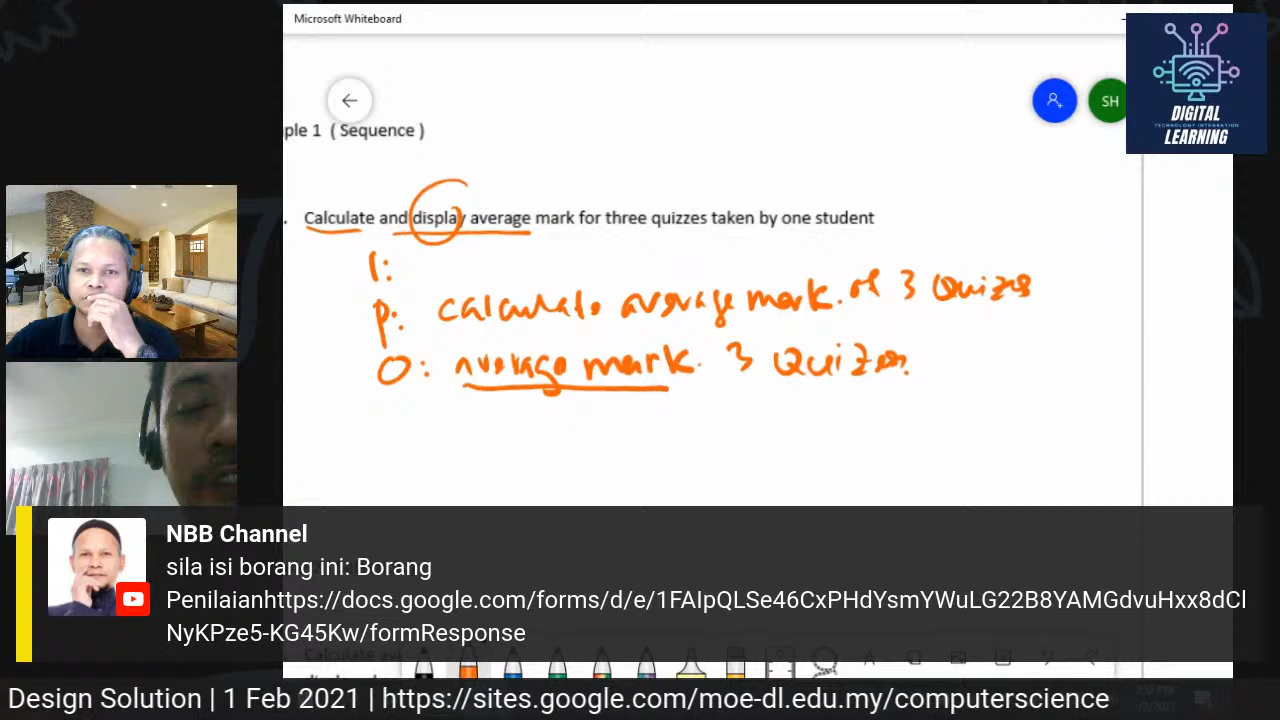 Microsoft Whiteboard
SH
DIGITAL
TECHNOLOGY INTEGRATION
LEARNING
ple 1 ( Sequence )
. Calculate and display average mark for three quizzes taken by one student
I:
P: calculate average mark. of 3 Quizes
O: average mark. 3 Quizes.
NBB Channel
sila isi borang ini: Borang
Penilaianhttps://docs.google.com/forms/d/e/1FAIpQLSe46CxPHdYsmYWuLG22B8YAMGdvuHxx8dCl
NyKPze5-KG45Kw/formResponse
Calculate
Design Solution | 1 Feb 2021 | https://sites.google.com/moe-dl.edu.my/computerscience